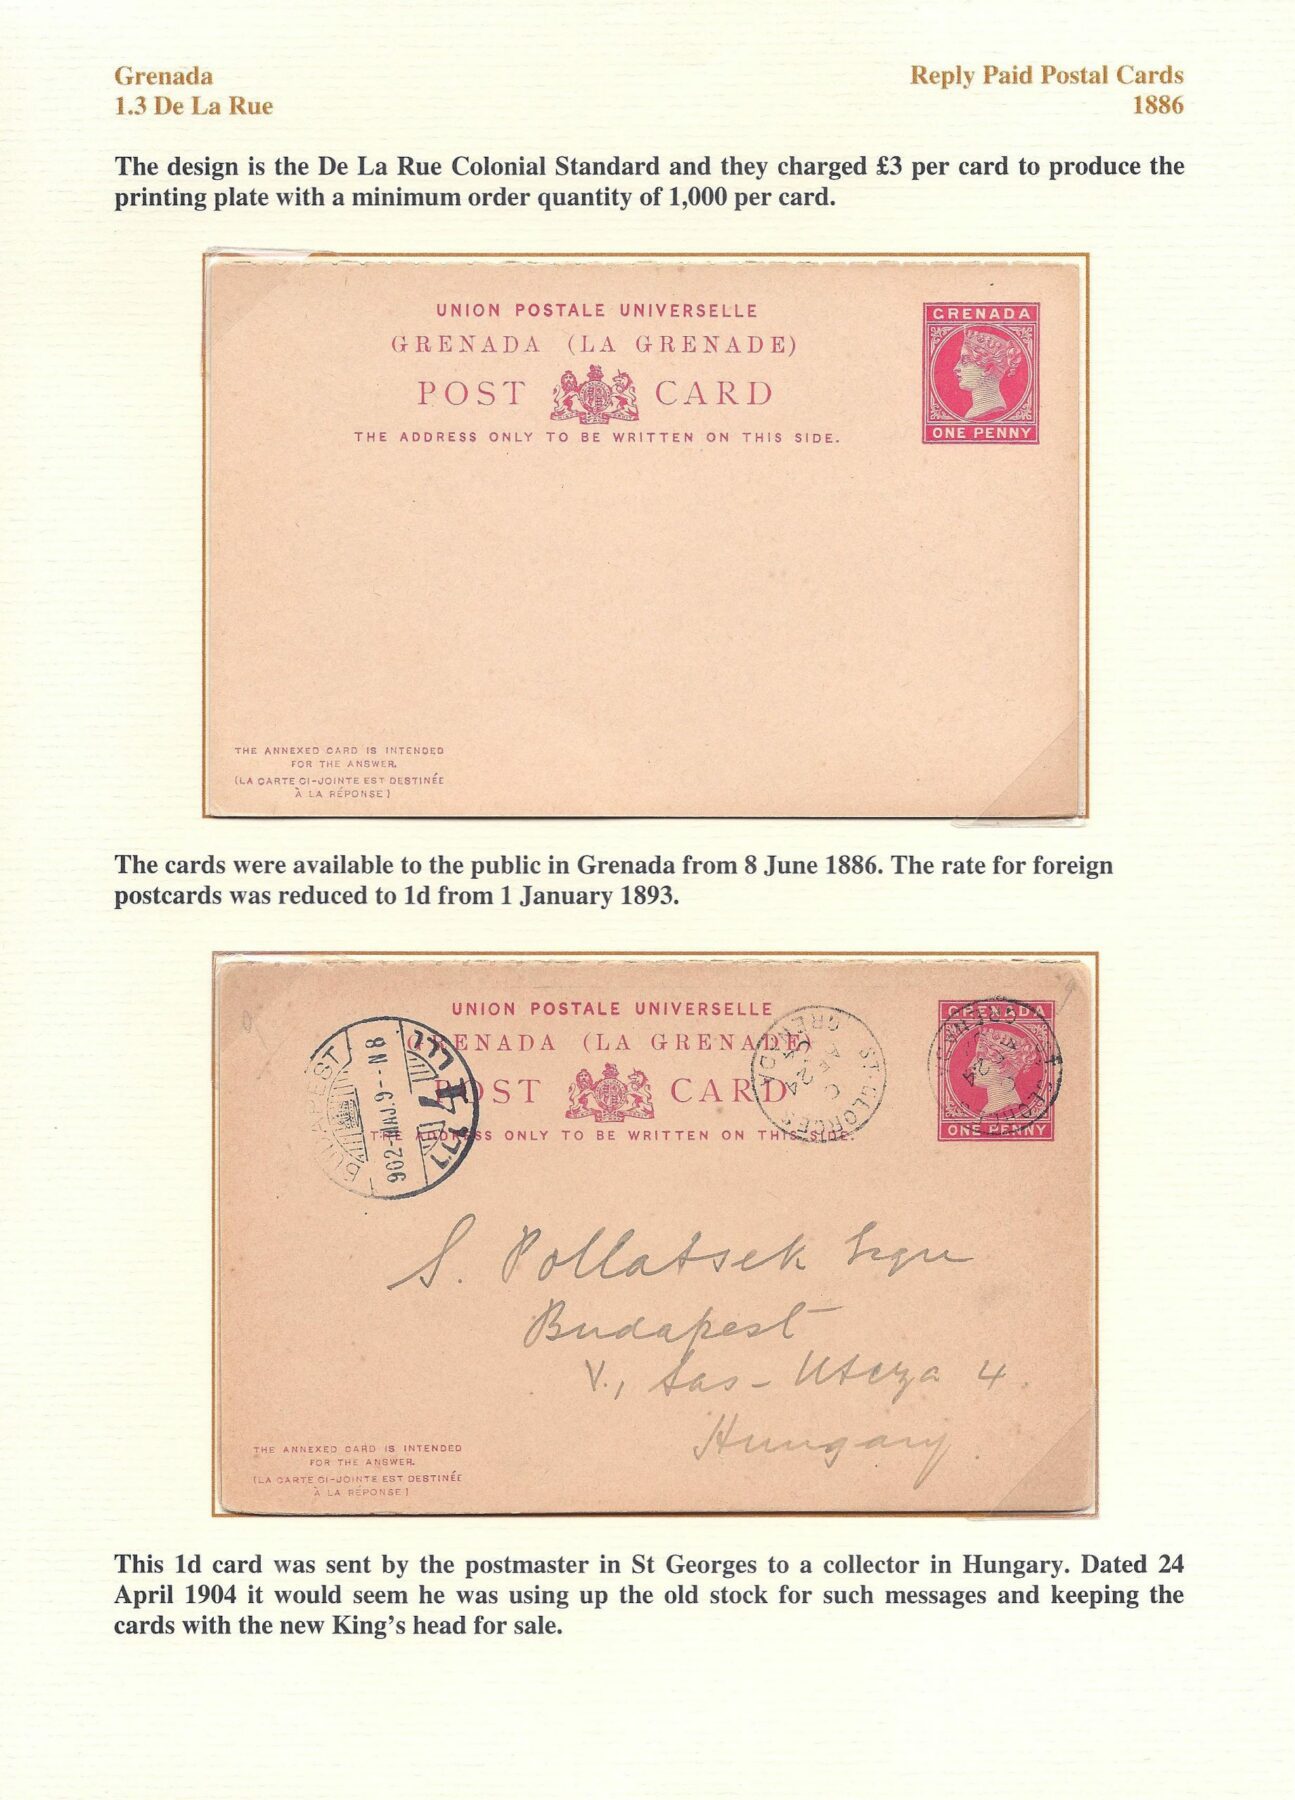 Grenada
Reply Paid Postal Cards
1.3 De La Rue
1886
The design is the De La Rue Colonial Standard and they charged £3 per card to produce the
printing plate with a minimum order quantity of 1,000 per card.
UNION POSTALE UNIVERSELLE
GRENADA (LA GRENADE)
POST CARD
THE ADDRESS ONLY TO BE WRITTEN ON THIS SIDE.
GRENADA
ONE PENNY
THE ANNEXED CARD IS INTENDED
FOR THE ANSWER.
(LA CARTE CI-JOINTE EST DESTINÉE
À LA RÉPONSE)
The cards were available to the public in Grenada from 8 June 1886. The rate for foreign
postcards was reduced to 1d from 1 January 1893.
UNION POSTALE UNIVERSELLE
GRENADA (LA GRENADE)
POST CARD
THE ADDRESS ONLY TO BE WRITTEN ON THIS SIDE.
GRENADA
ONE PENNY
BUDAPEST
902-MAJ.9--N8
ST. GEORGES
GRENADA
24
S. Pollatsek Esqre
Budapest
V., Sas-Utcza 4.
Hungary.
THE ANNEXED CARD IS INTENDED
FOR THE ANSWER.
(LA CARTE CI-JOINTE EST DESTINÉE
À LA RÉPONSE)
This 1d card was sent by the postmaster in St Georges to a collector in Hungary. Dated 24
April 1904 it would seem he was using up the old stock for such messages and keeping the
cards with the new King's head for sale.